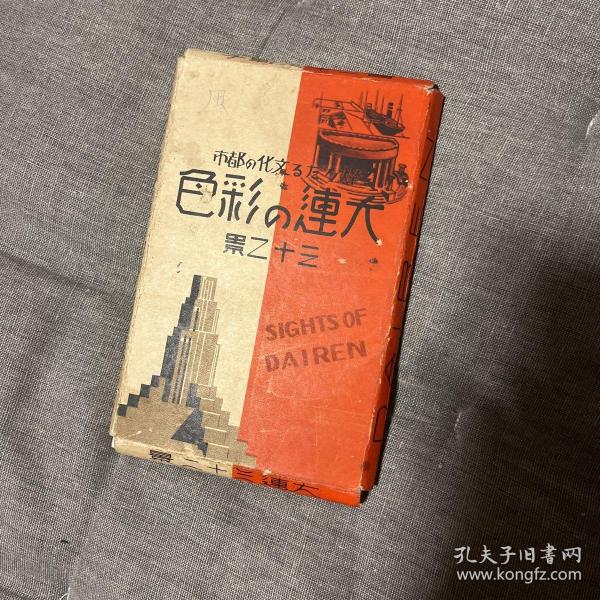 たる文化の都市
大連の彩色
三十二景
SIGHTS OF
DAIREN
大連三十二景
孔夫子旧书网
www.kongfz.com